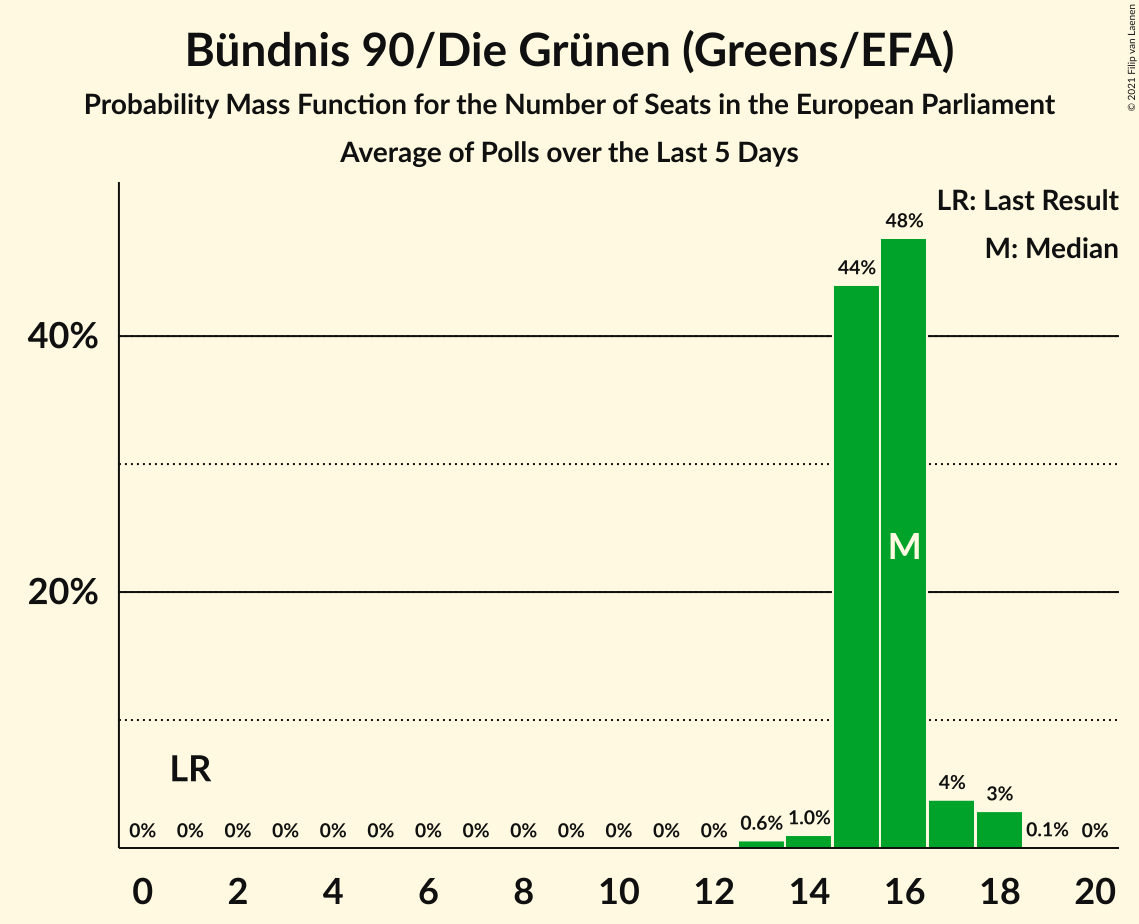 Bündnis 90/Die Grünen (Greens/EFA)
Probability Mass Function for the Number of Seats in the European Parliament
Average of Polls over the Last 5 Days
© 2021 Filip van Laenen
LR: Last Result
M: Median
48%
44%
40%
M
20%
LR
4%
3%
0% 0% 0% 0% 0% 0% 0% 0% 0% 0% 0% 0% 0% 0.6% 1.0% 0.1% 0%
0 2 4 6 8 10 12 14 16 18 20